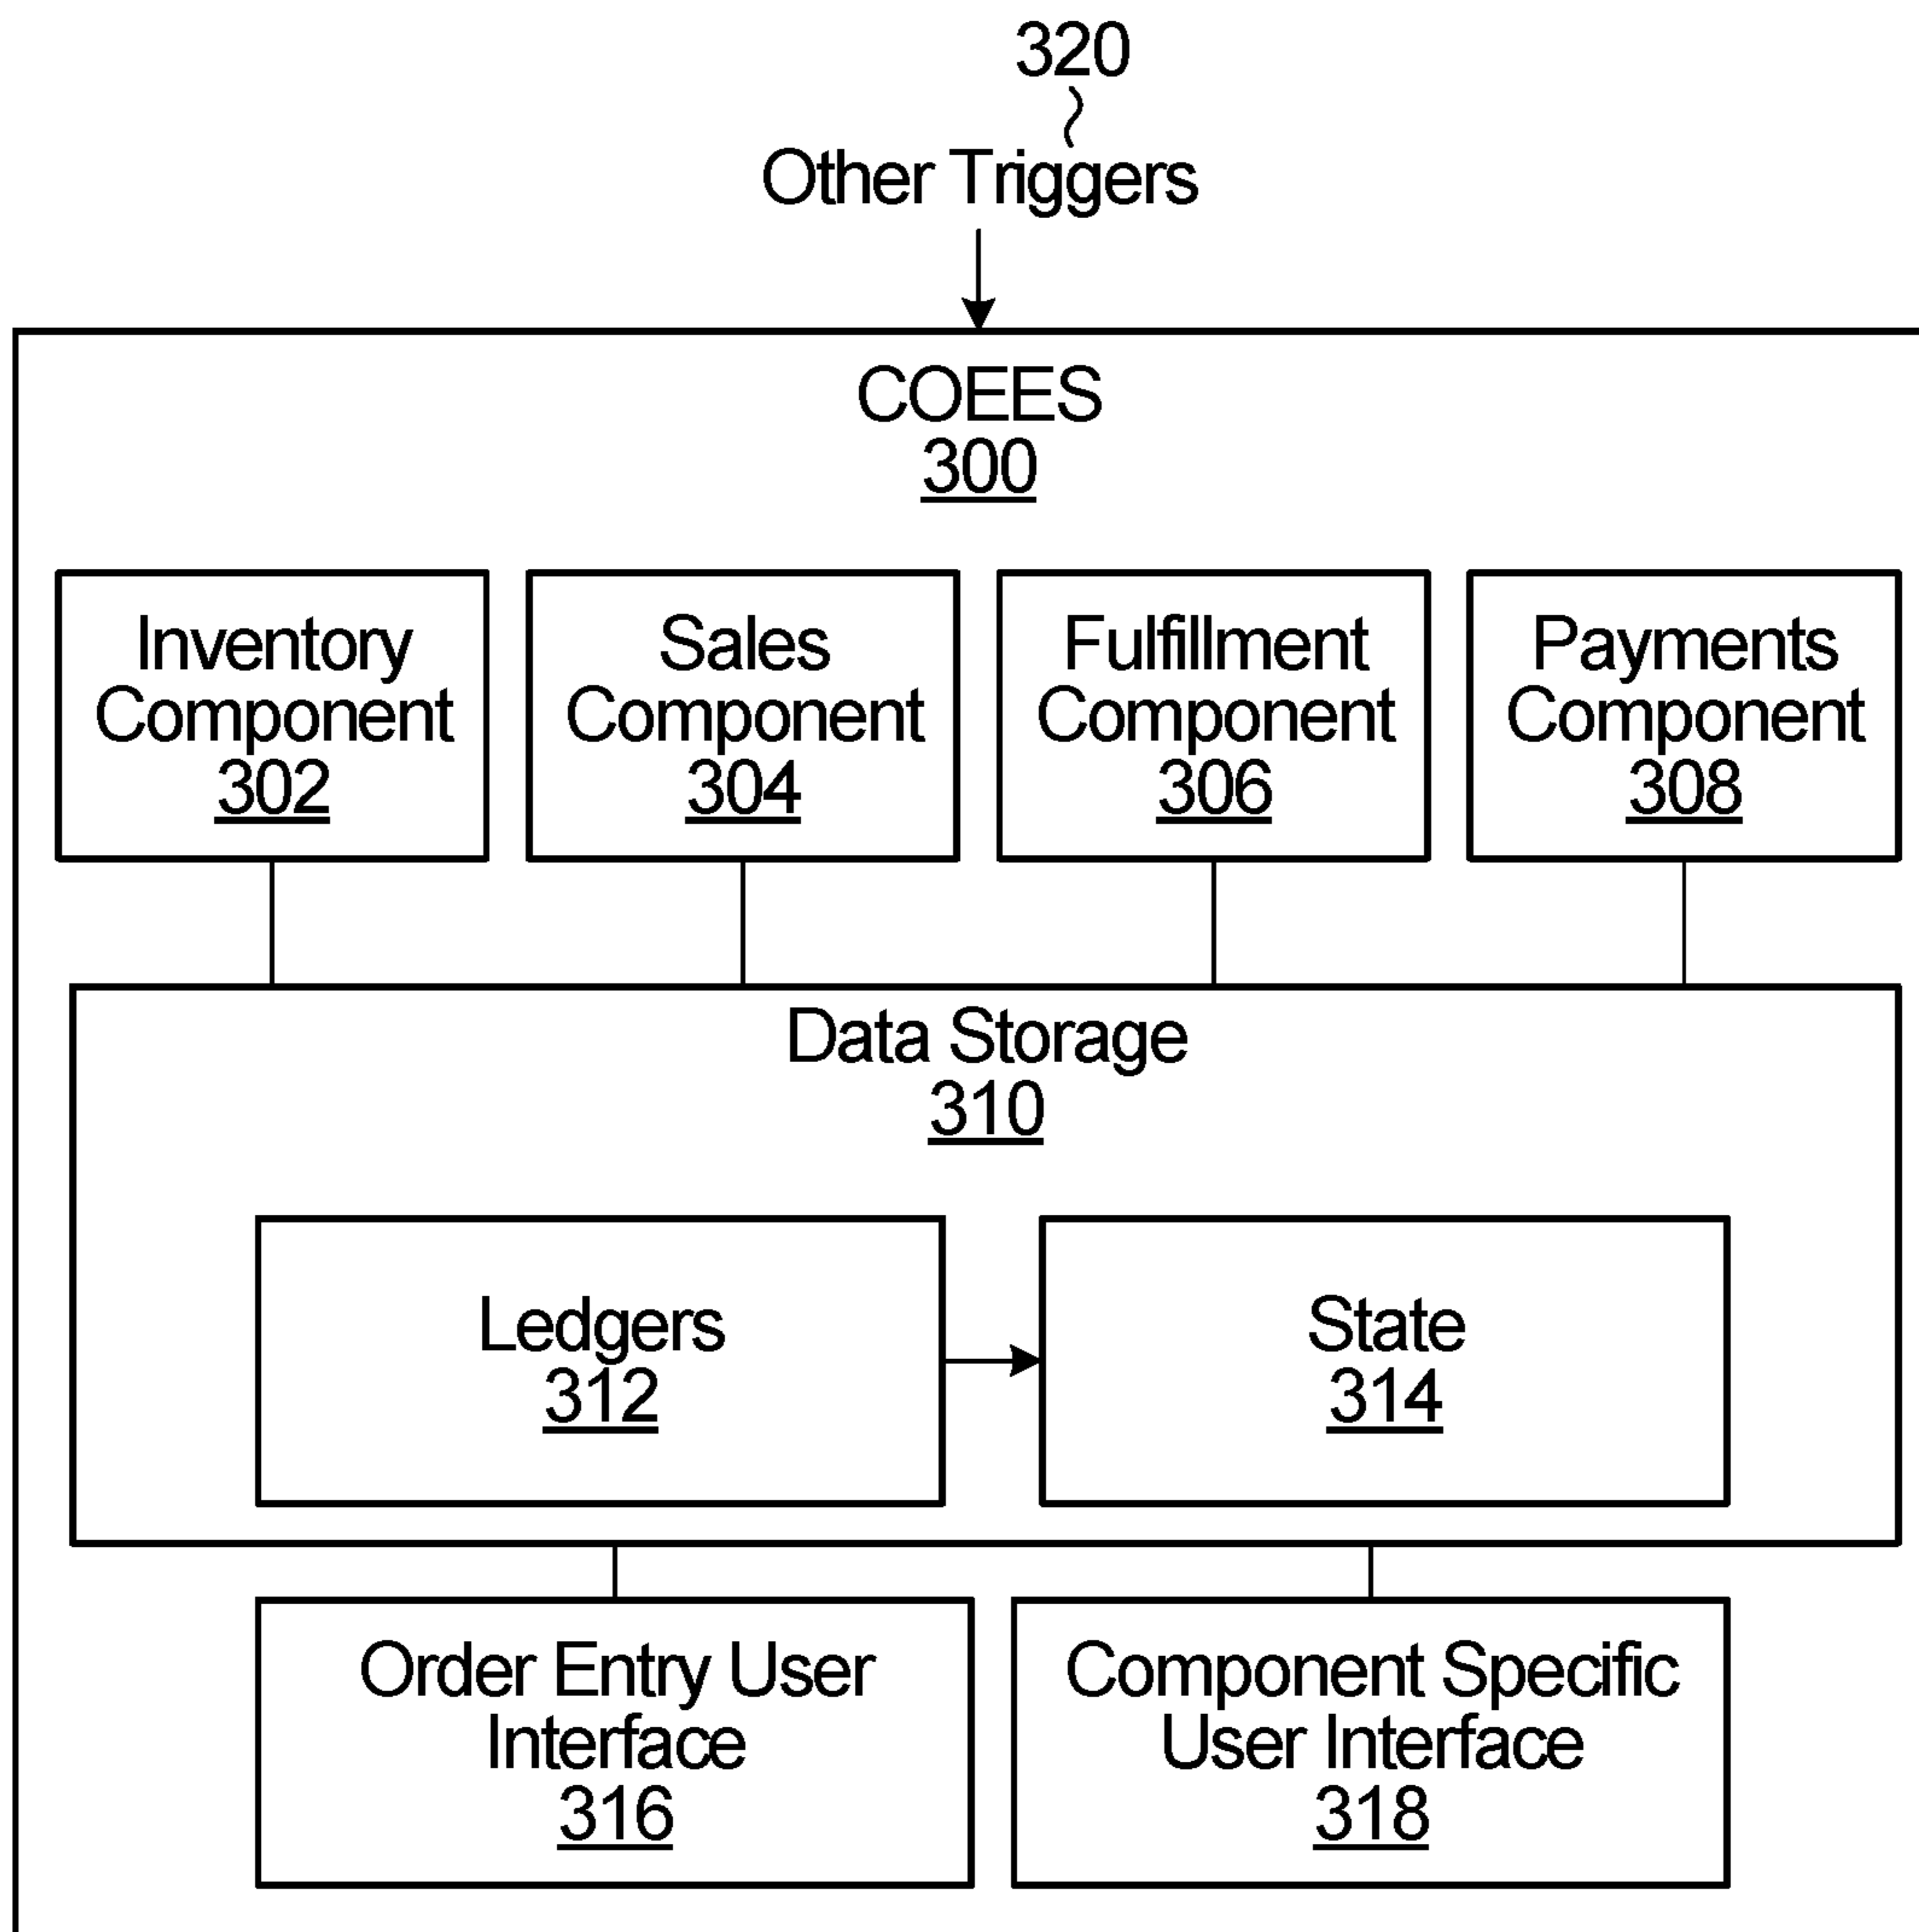 320
Other Triggers
COEES
300
Inventory
Component
302
Sales
Component
304
Fulfillment
Component
306
Payments
Component
308
Data Storage
310
Ledgers
312
State
314
Order Entry User
Interface
316
Component Specific
User Interface
318